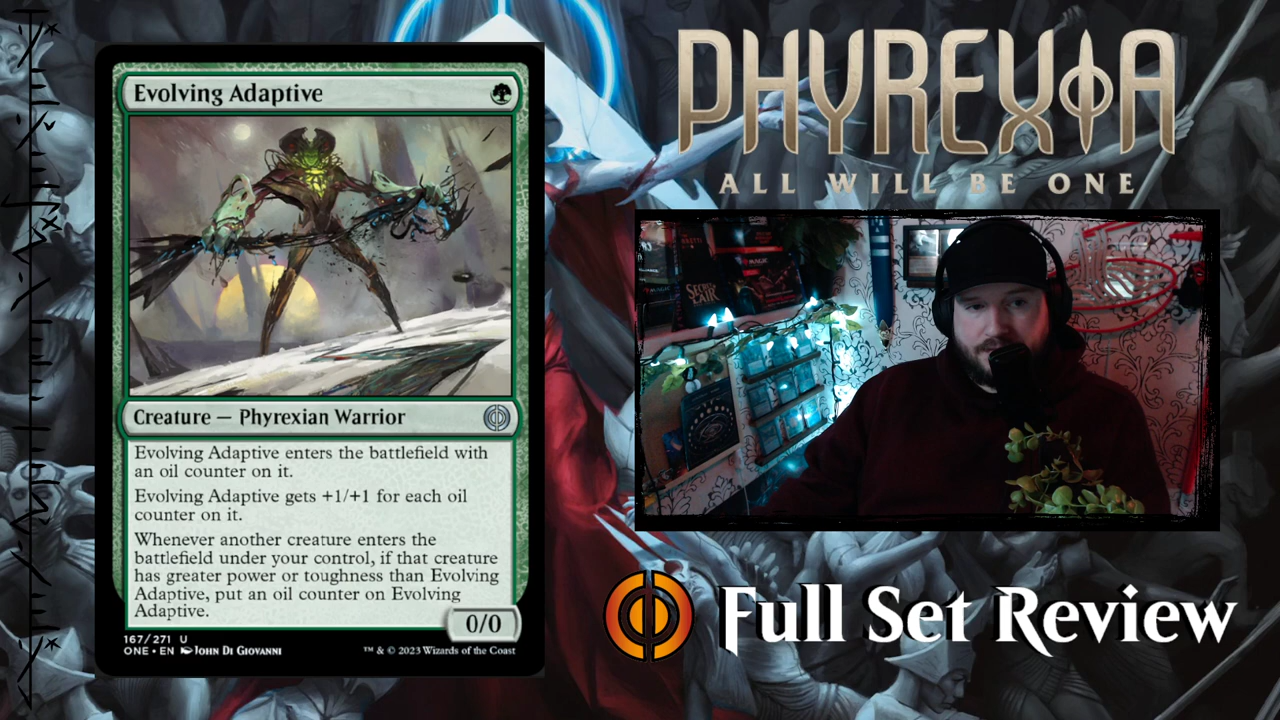 Evolving Adaptive
Creature — Phyrexian Warrior
Evolving Adaptive enters the battlefield with
an oil counter on it.
Evolving Adaptive gets +1/+1 for each oil
counter on it.
Whenever another creature enters the
battlefield under your control, if that creature
has greater power or toughness than Evolving
Adaptive, put an oil counter on Evolving
Adaptive.
0/0
167/271 U
ONE • EN John Di Giovanni
™ & © 2023 Wizards of the Coast
PHYREXIA
ALL WILL BE ONE
SECRET
LAIR
Full Set Review